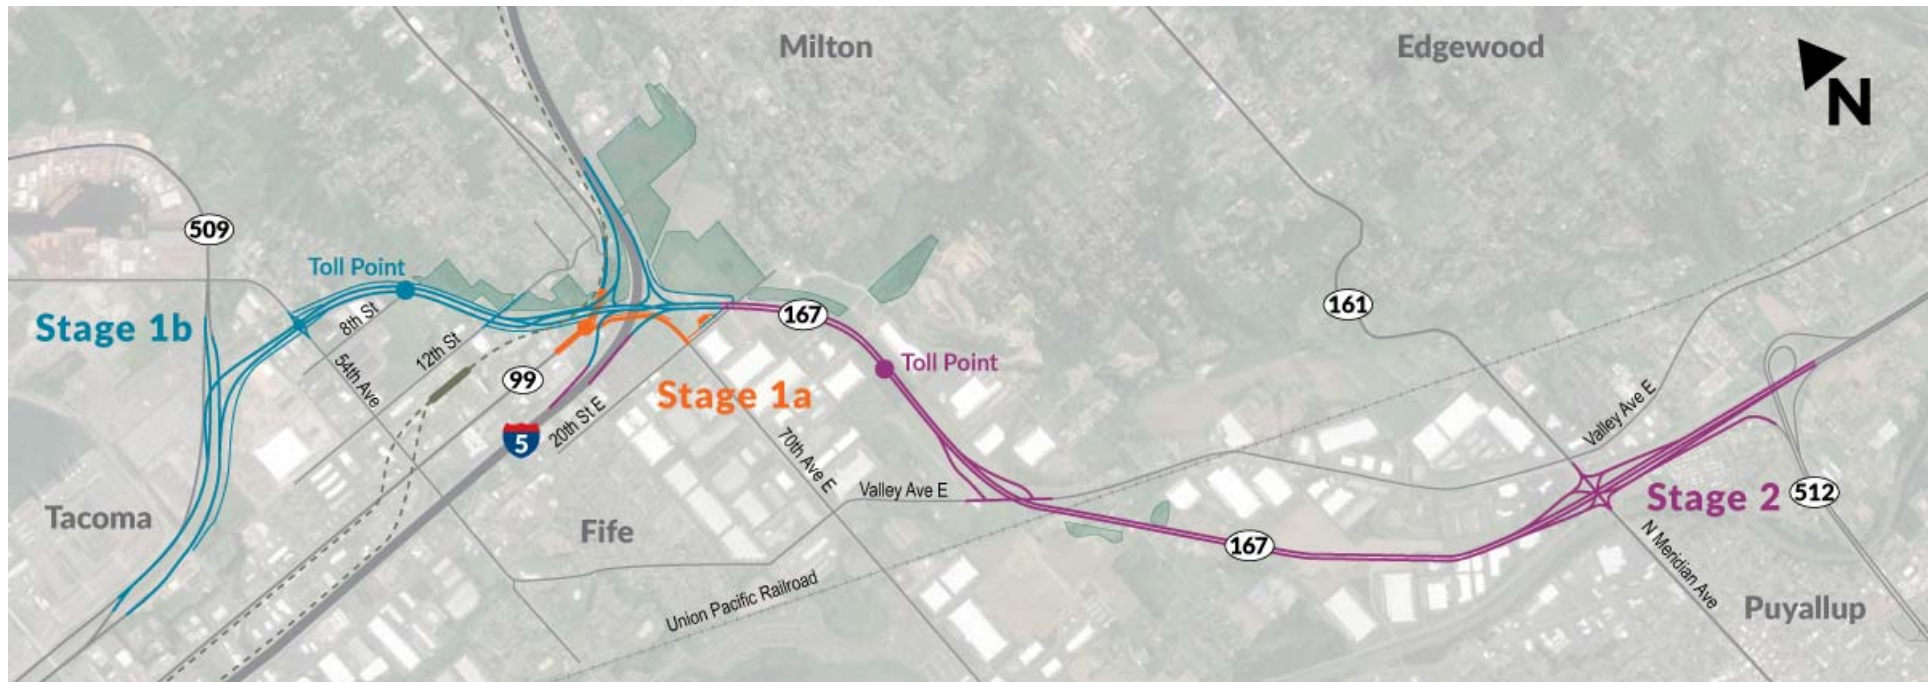 Milton
Edgewood
N
509
Toll Point
Stage 1b
8th St
12th St
54th Ave
99
5
20th St E
Stage 1a
167
Toll Point
161
70th Ave E
Valley Ave E
Valley Ave E
Tacoma
Fife
Union Pacific Railroad
167
Stage 2
512
N Meridian Ave
Puyallup